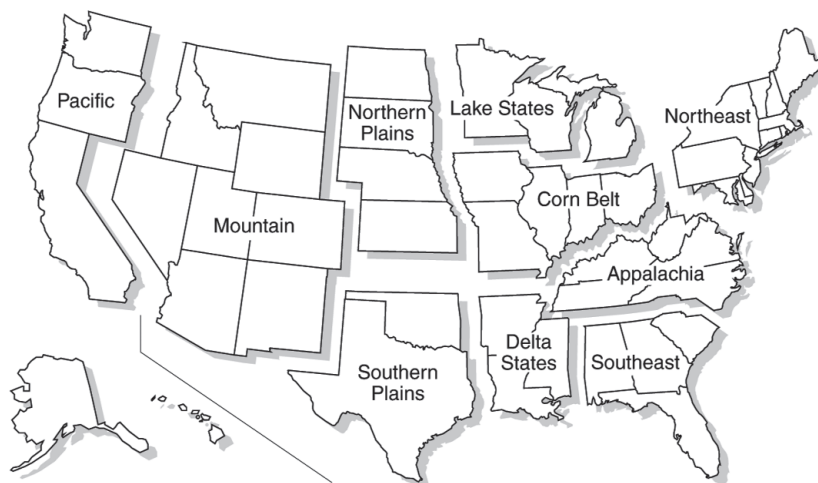 Pacific
Northern
Plains
Lake States
Northeast
Mountain
Corn Belt
Appalachia
Southern
Plains
Delta
States
Southeast